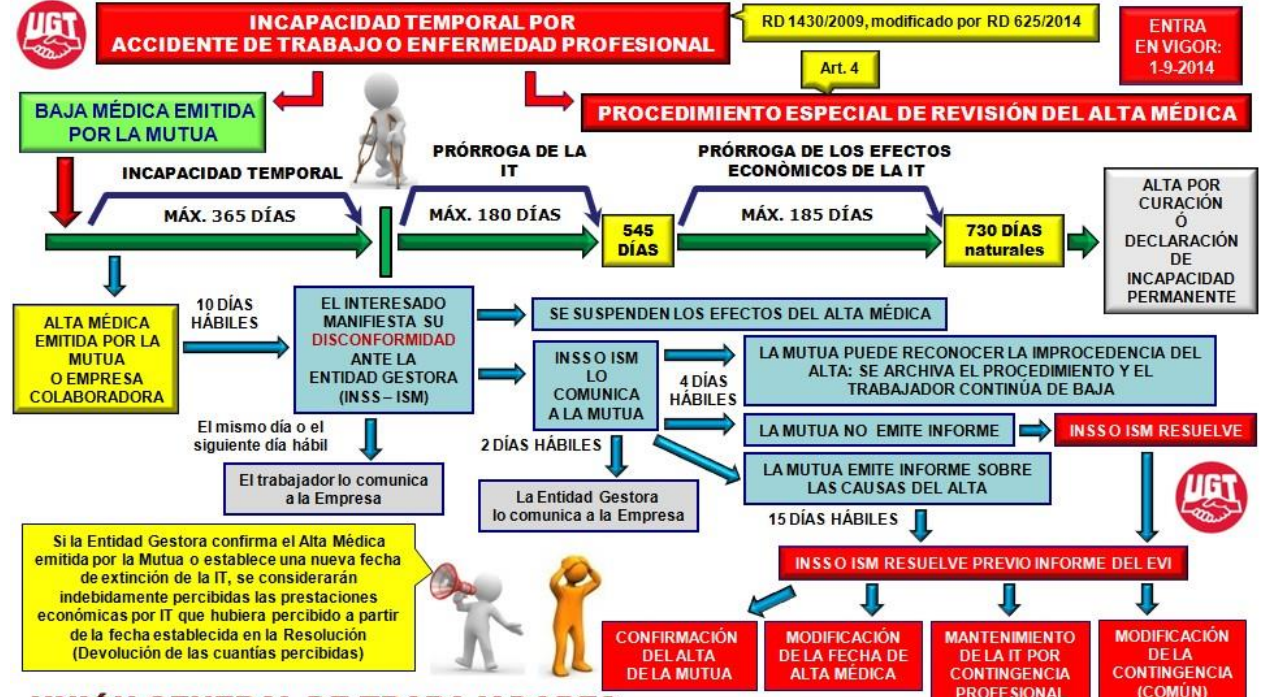 UGT
INCAPACIDAD TEMPORAL POR
ACCIDENTE DE TRABAJO O ENFERMEDAD PROFESIONAL
RD 1430/2009, modificado por RD 625/2014
ENTRA
EN VIGOR:
1-9-2014
Art. 4
BAJA MÉDICA EMITIDA
POR LA MUTUA
PROCEDIMIENTO ESPECIAL DE REVISIÓN DEL ALTA MÉDICA
INCAPACIDAD TEMPORAL
MÁX. 365 DÍAS
PRÓRROGA DE LA
IT
MÁX. 180 DÍAS
545
DÍAS
PRÓRROGA DE LOS EFECTOS
ECONÒMICOS DE LA IT
MÁX. 185 DÍAS
730 DÍAS
naturales
ALTA POR
CURACIÓN
Ó
DECLARACIÓN
DE
INCAPACIDAD
PERMANENTE
ALTA MÉDICA
EMITIDA POR LA
MUTUA
O EMPRESA
COLABORADORA
10 DÍAS
HÁBILES
EL INTERESADO
MANIFIESTA SU
DISCONFORMIDAD
ANTE LA
ENTIDAD GESTORA
(INSS – ISM)
SE SUSPENDEN LOS EFECTOS DEL ALTA MÉDICA
INSS O ISM
LO
COMUNICA
A LA MUTUA
4 DÍAS
HÁBILES
LA MUTUA PUEDE RECONOCER LA IMPROCEDENCIA DEL
ALTA: SE ARCHIVA EL PROCEDIMIENTO Y EL
TRABAJADOR CONTINÚA DE BAJA
LA MUTUA NO EMITE INFORME
INSS O ISM RESUELVE
LA MUTUA EMITE INFORME SOBRE
LAS CAUSAS DEL ALTA
El mismo día o el
siguiente día hábil
El trabajador lo comunica
a la Empresa
2 DÍAS HÁBILES
La Entidad Gestora
lo comunica a la Empresa
15 DÍAS HÁBILES
UGT
INSS O ISM RESUELVE PREVIO INFORME DEL EVI
Si la Entidad Gestora confirma el Alta Médica
emitida por la Mutua o establece una nueva fecha
de extinción de la IT, se considerarán
indebidamente percibidas las prestaciones
económicas por IT que hubiera percibido a partir
de la fecha establecida en la Resolución
(Devolución de las cuantías percibidas)
CONFIRMACIÓN
DEL ALTA
DE LA MUTUA
MODIFICACIÓN
DE LA FECHA DE
ALTA MÉDICA
MANTENIMIENTO
DE LA IT POR
CONTINGENCIA
PROFESIONAL
MODIFICACIÓN
DE LA
CONTINGENCIA
(COMÚN)
UNIÓN GENERAL DE TRABAJADORES